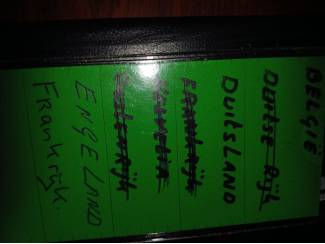 BELGIË
DUITSE Rijk
DUITSLAND
FRANKRIJK
ENGELAND
Frankrijk.